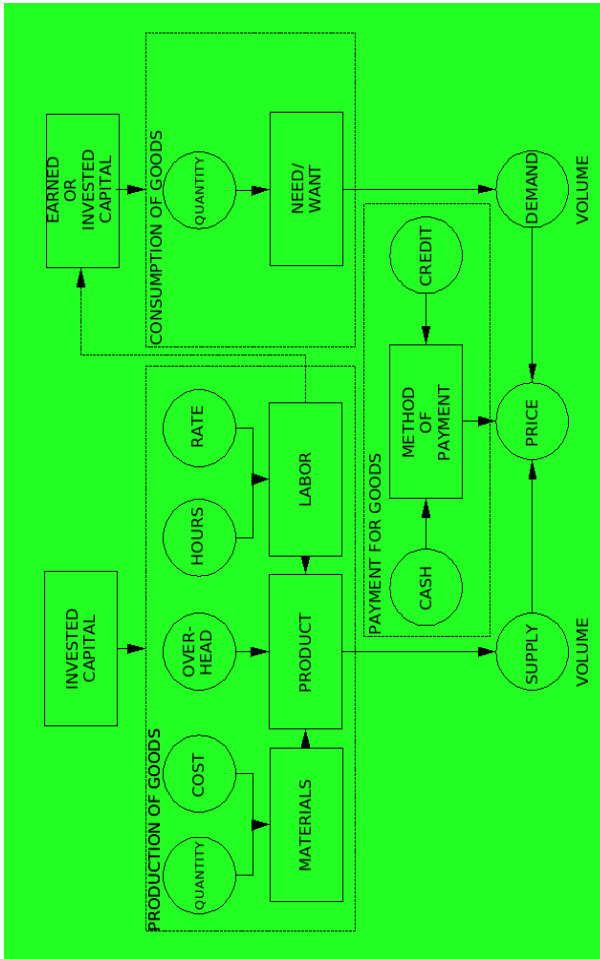 INVESTED
CAPITAL
EARNED
OR
INVESTED
CAPITAL
PRODUCTION OF GOODS
CONSUMPTION OF GOODS
QUANTITY
COST
OVER-
HEAD
HOURS
RATE
QUANTITY
MATERIALS
PRODUCT
LABOR
NEED/
WANT
PAYMENT FOR GOODS
CASH
METHOD
OF
PAYMENT
CREDIT
SUPPLY
PRICE
DEMAND
VOLUME
VOLUME